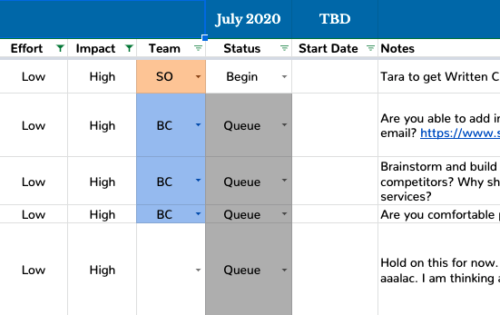 July 2020 TBD
Effort Impact Team Status Start Date Notes
Low High SO Begin Tara to get Written C
Are you able to add i
Low High BC Queue email? https://www.s
Brainstorm and build
Low High BC Queue competitors? Why sh
services?
Low High BC Queue Are you comfortable
Hold on this for now.
Low High Queue aaalac. I am thinking